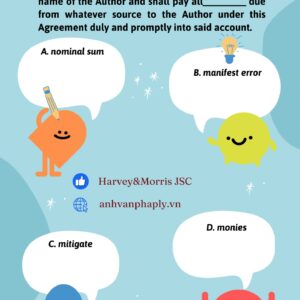 name of the Author and shall pay all_________ due
from whatever source to the Author under this
Agreement duly and promptly into said account.
A. nominal sum
B. manifest error
Harvey&Morris JSC
anhvanphaply.vn
C. mitigate
D. monies